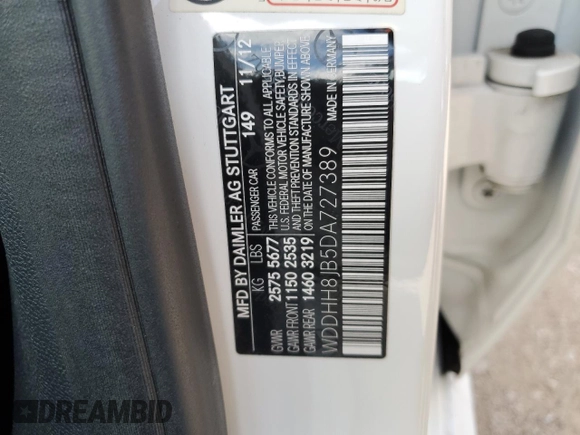 MFD BY DAIMLER AG STUTTGART
PASSENGER CAR 149 11/12
KG LBS
GVWR 2575 5677
GAWR FRONT 1150 2535
GAWR REAR 1460 3219
THIS VEHICLE CONFORMS TO ALL APPLICABLE
U.S. FEDERAL MOTOR VEHICLE SAFETY, BUMPER,
AND THEFT PREVENTION STANDARDS IN EFFECT
ON THE DATE OF MANUFACTURE SHOWN ABOVE.
WDDHH8JB5DA727389
MADE IN GERMANY
DREAMBID